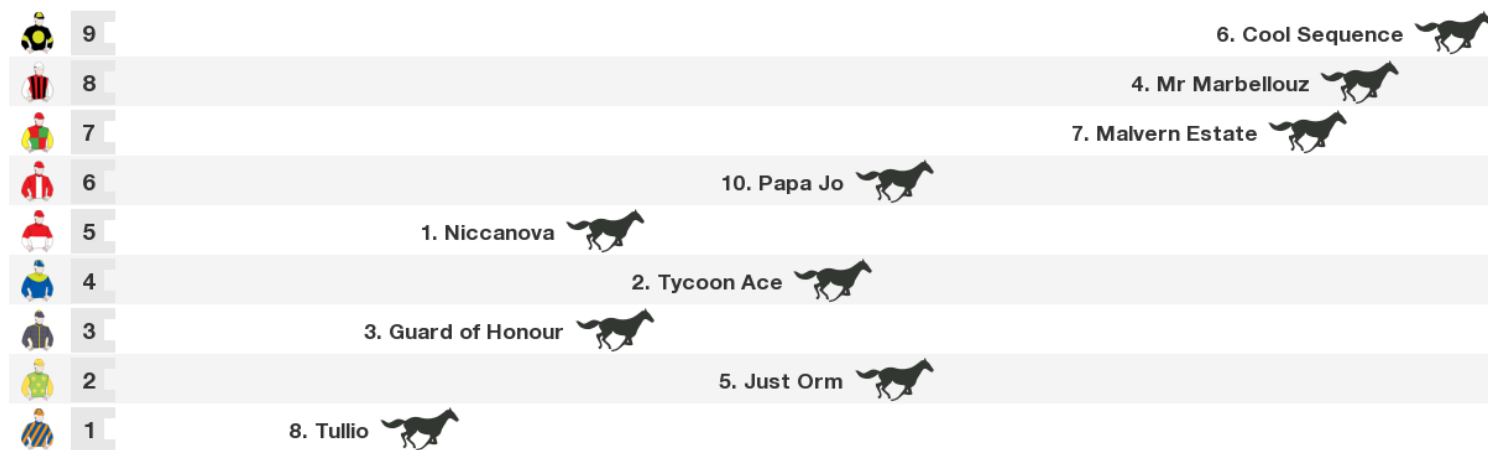 9 6. Cool Sequence
8 4. Mr Marbellouz
7 7. Malvern Estate
6 10. Papa Jo
5 1. Niccanova
4 2. Tycoon Ace
3 3. Guard of Honour
2 5. Just Orm
1 8. Tullio